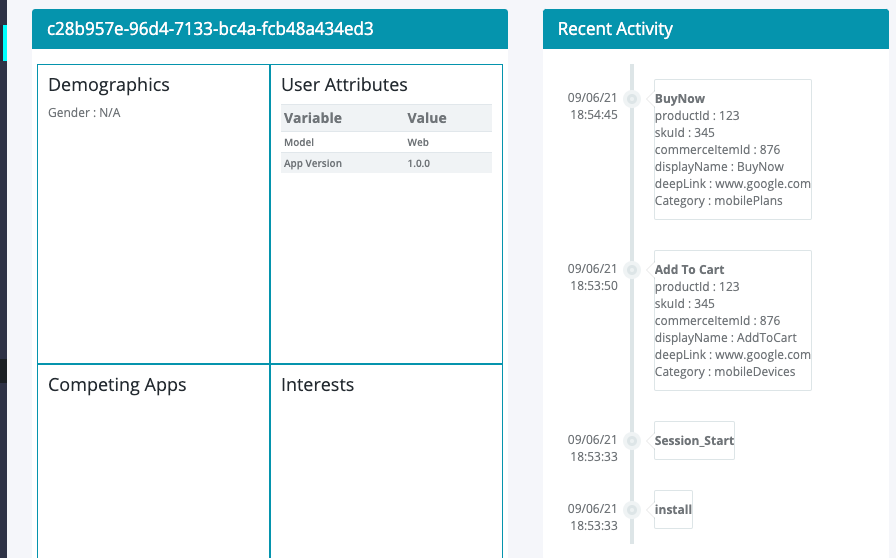 c28b957e-96d4-7133-bc4a-fcb48a434ed3
Demographics
Gender : N/A
User Attributes
Variable Value
Model Web
App Version 1.0.0
Competing Apps
Interests
Recent Activity
09/06/21
18:54:45
BuyNow
productId : 123
skuId : 345
commerceItemId : 876
displayName : BuyNow
deepLink : www.google.com
Category : mobilePlans
09/06/21
18:53:50
Add To Cart
productId : 123
skuId : 345
commerceItemId : 876
displayName : AddToCart
deepLink : www.google.com
Category : mobileDevices
09/06/21
18:53:33
Session_Start
09/06/21
18:53:33
install